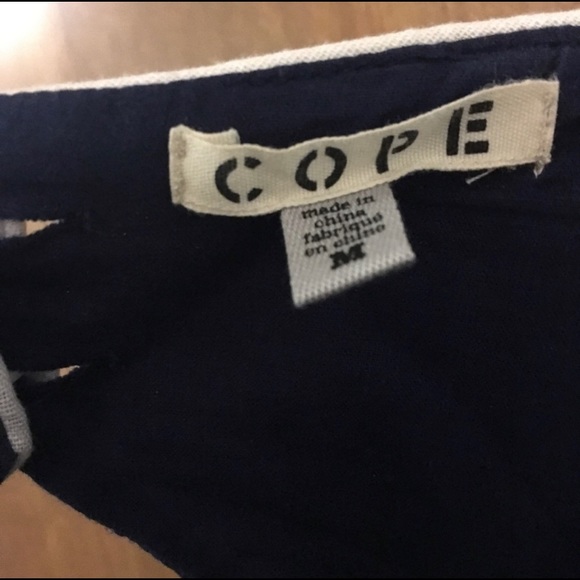 COPE
made in
china
fabriqué
en chine
M